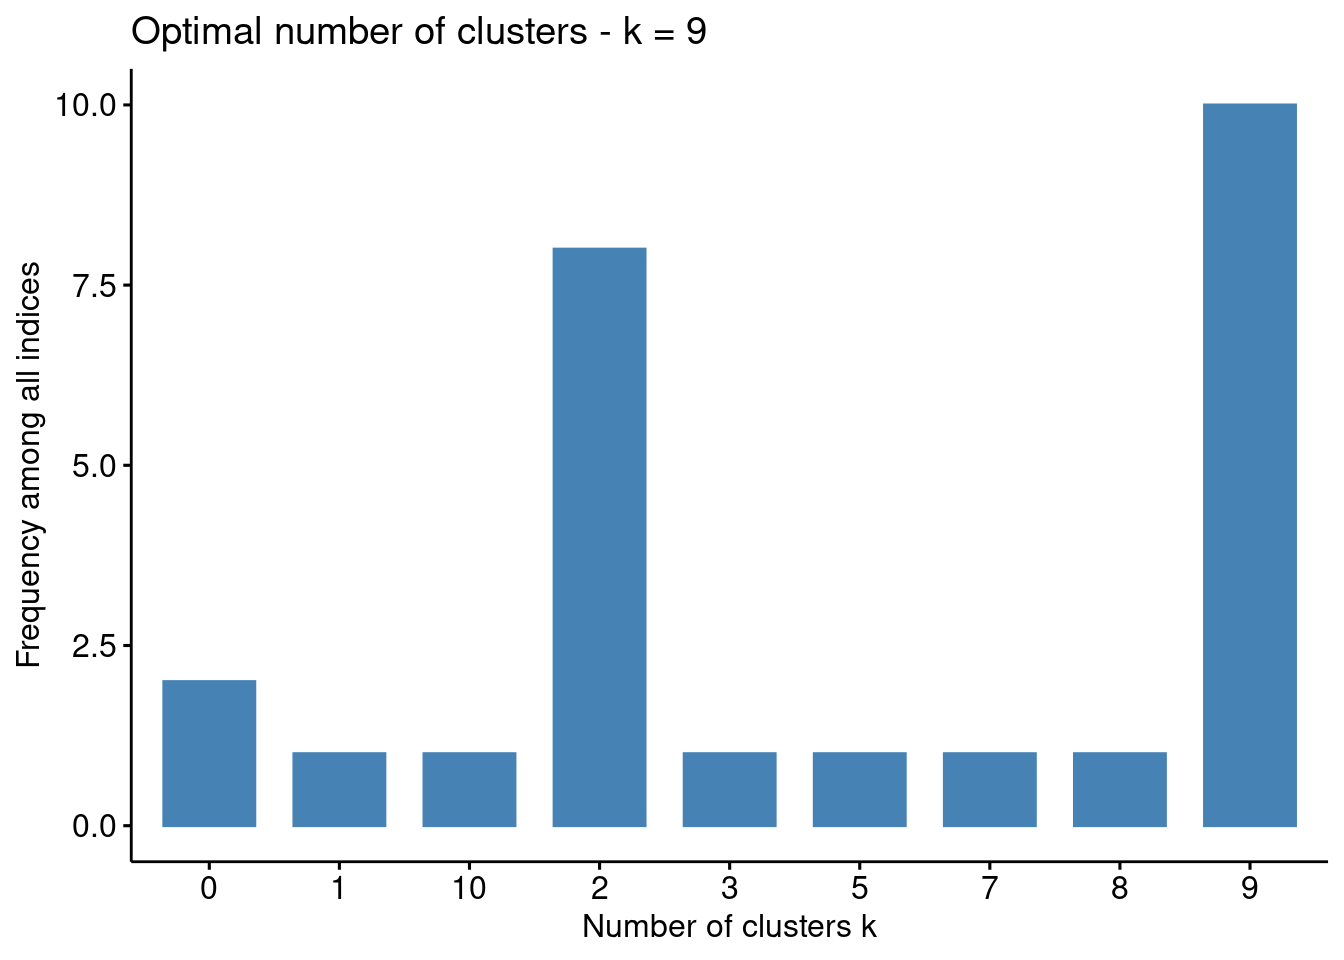 Optimal number of clusters - k = 9
Frequency among all indices
10.0
7.5
5.0
2.5
0.0
0 1 10 2 3 5 7 8 9
Number of clusters k